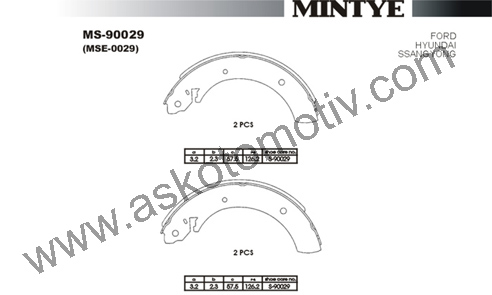 MINTYE
MS-90029
(MSE-0029)
FORD
HYUNDAI
SSANGYONG
2 PCS
a b c shoe core no.
3.2 2.3 57.5 126.2 S-90029
www.askotomotiv.com
2 PCS
a b c shoe core no.
3.2 2.3 57.5 126.2 S-90029